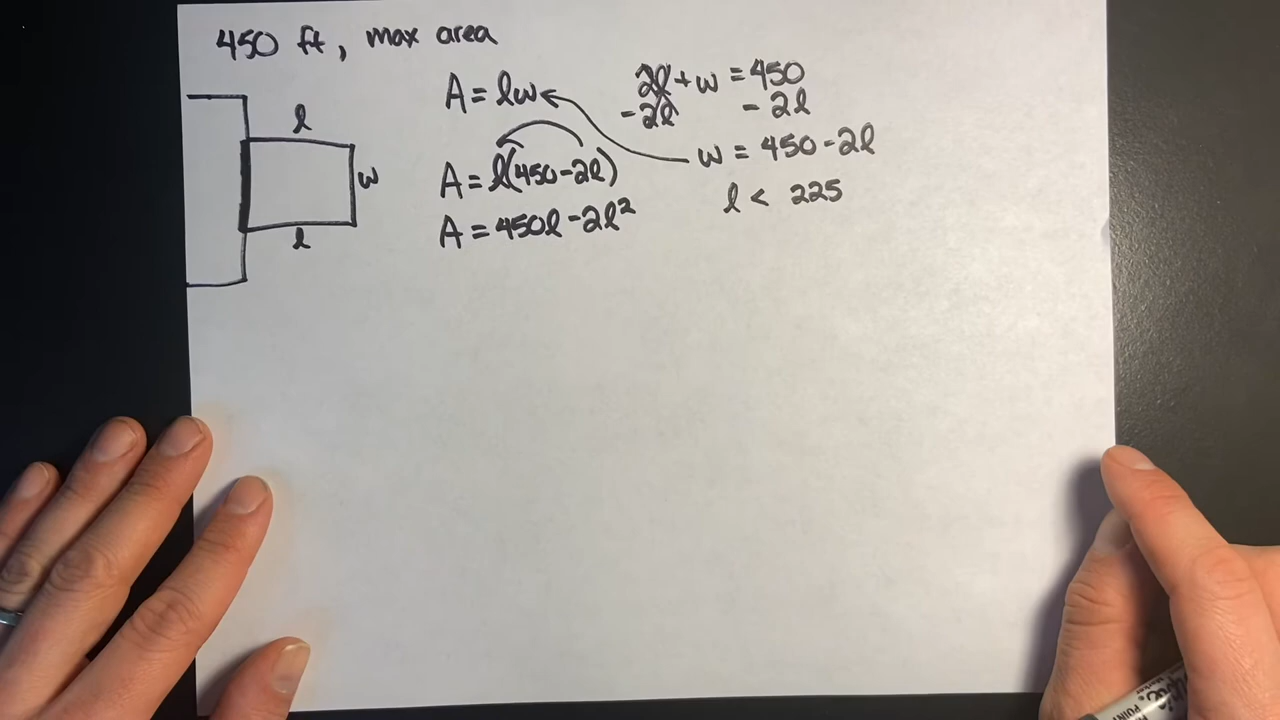 450 ft, max area
A = lw
2l + w = 450
-2l - 2l
w = 450 - 2l
l < 225
A = l(450 - 2l)
A = 450l - 2l²
l
w
l